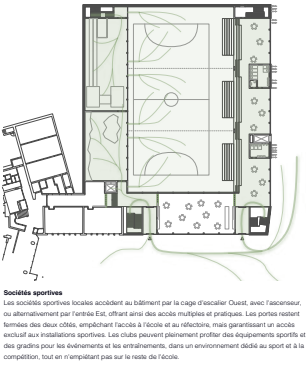 Sociétés sportives
Les sociétés sportives locales accèdent au bâtiment par la cage d'escalier Ouest, avec l'ascenseur,
ou alternativement par l'entrée Est, offrant ainsi des accès multiples et pratiques. Les portes restent
fermées des deux côtés, empêchant l'accès à l'école et au réfectoire, mais garantissant un accès
exclusif aux installations sportives. Les clubs peuvent pleinement profiter des équipements sportifs et
des gradins pour les événements et les entraînements, dans un environnement dédié au sport et à la
compétition, tout en n'empiétant pas sur le reste de l'école.